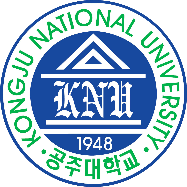 KONGJU NATIONAL UNIVERSITY
KNU
1948
공주대학교